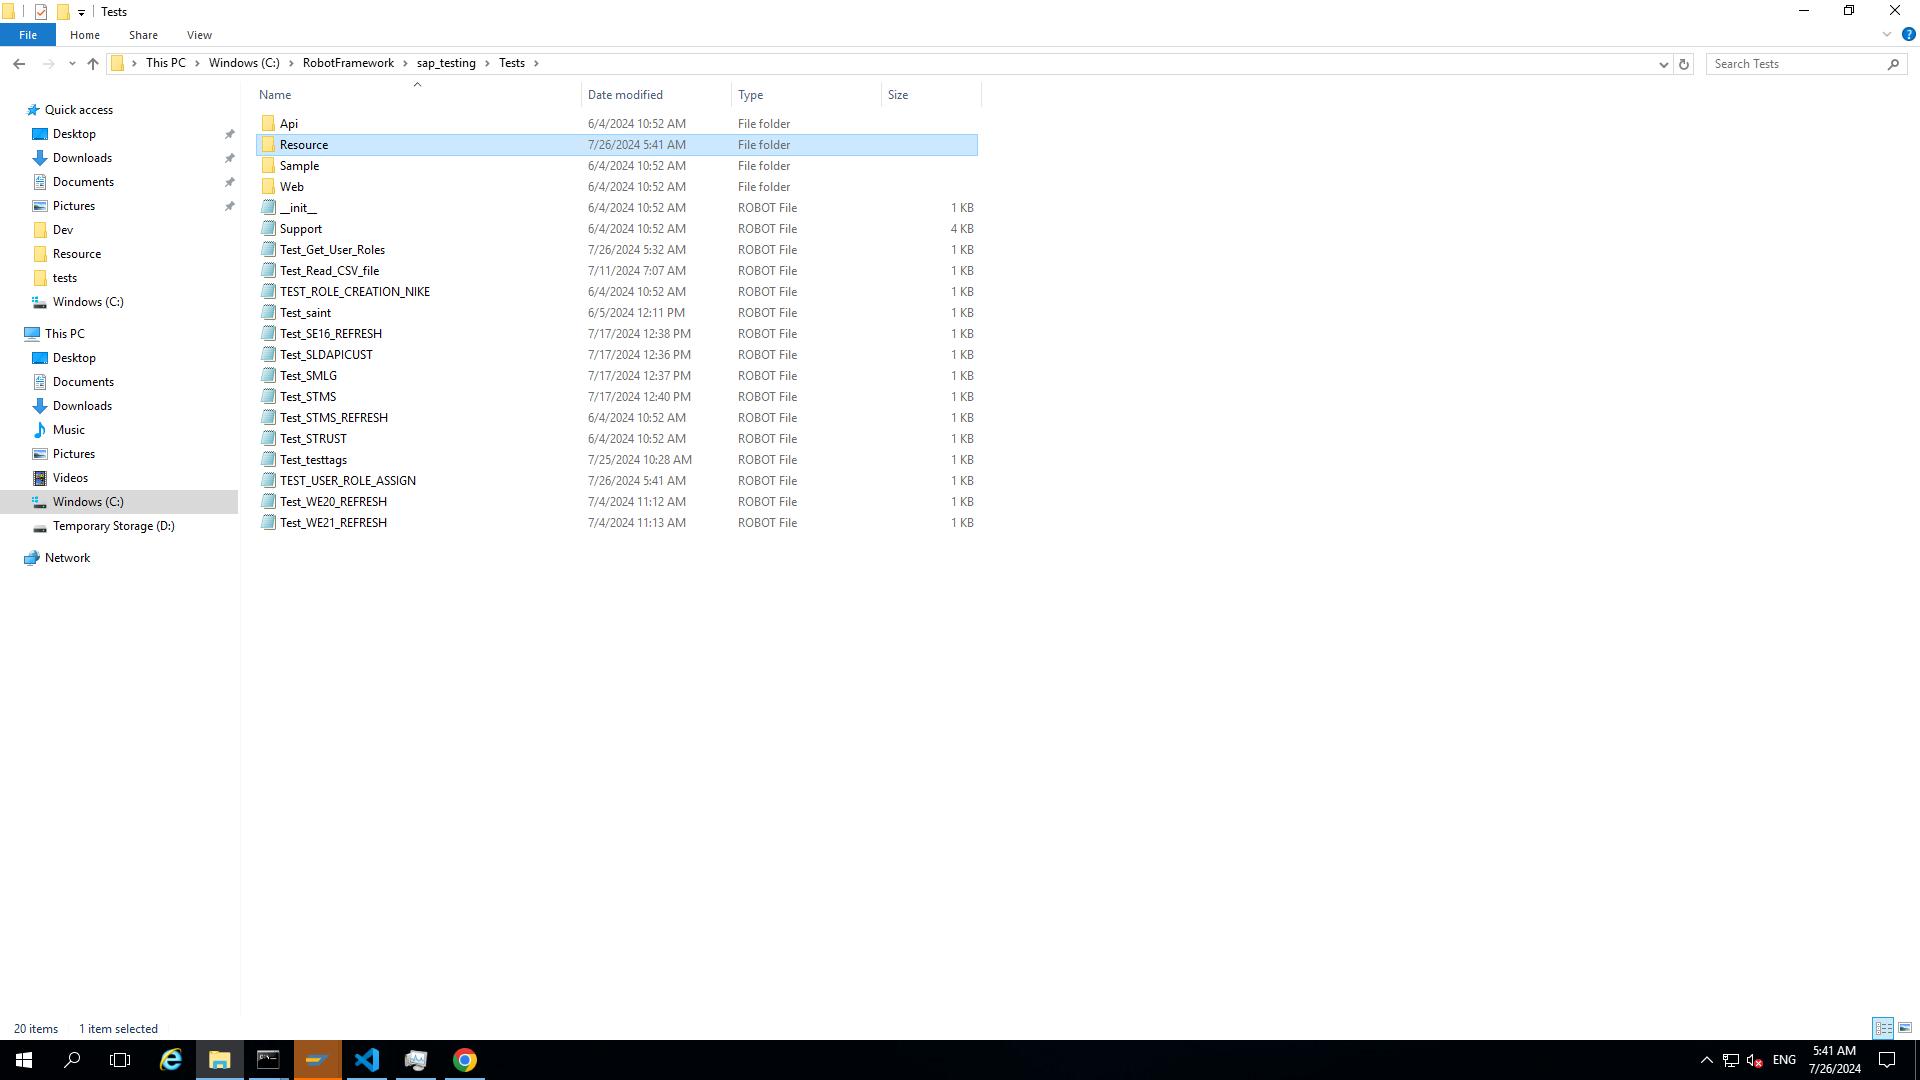 Tests
File Home Share View
This PC Windows (C:) RobotFramework sap_testing Tests Search Tests
Name Date modified Type Size
Quick access
Desktop
Downloads
Documents
Pictures
Dev
Resource
tests
Windows (C:)
This PC
Desktop
Documents
Downloads
Music
Pictures
Videos
Windows (C:)
Temporary Storage (D:)
Network
Api 6/4/2024 10:52 AM File folder
Resource 7/26/2024 5:41 AM File folder
Sample 6/4/2024 10:52 AM File folder
Web 6/4/2024 10:52 AM File folder
__init__ 6/4/2024 10:52 AM ROBOT File 1 KB
Support 6/4/2024 10:52 AM ROBOT File 4 KB
Test_Get_User_Roles 7/26/2024 5:32 AM ROBOT File 1 KB
Test_Read_CSV_file 7/11/2024 7:07 AM ROBOT File 1 KB
TEST_ROLE_CREATION_NIKE 6/4/2024 10:52 AM ROBOT File 1 KB
Test_saint 6/5/2024 12:11 PM ROBOT File 1 KB
Test_SE16_REFRESH 7/17/2024 12:38 PM ROBOT File 1 KB
Test_SLDAPICUST 7/17/2024 12:36 PM ROBOT File 1 KB
Test_SMLG 7/17/2024 12:37 PM ROBOT File 1 KB
Test_STMS 7/17/2024 12:40 PM ROBOT File 1 KB
Test_STMS_REFRESH 6/4/2024 10:52 AM ROBOT File 1 KB
Test_STRUST 6/4/2024 10:52 AM ROBOT File 1 KB
Test_testtags 7/25/2024 10:28 AM ROBOT File 1 KB
TEST_USER_ROLE_ASSIGN 7/26/2024 5:41 AM ROBOT File 1 KB
Test_WE20_REFRESH 7/4/2024 11:12 AM ROBOT File 1 KB
Test_WE21_REFRESH 7/4/2024 11:13 AM ROBOT File 1 KB
20 items 1 item selected
ENG 5:41 AM
7/26/2024